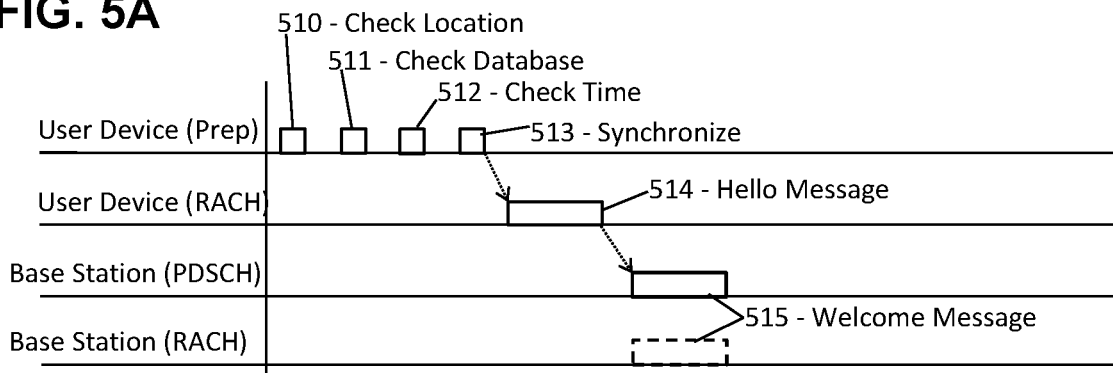 FIG. 5A
510 - Check Location
511 - Check Database
512 - Check Time
User Device (Prep)
513 - Synchronize
User Device (RACH)
514 - Hello Message
Base Station (PDSCH)
515 - Welcome Message
Base Station (RACH)